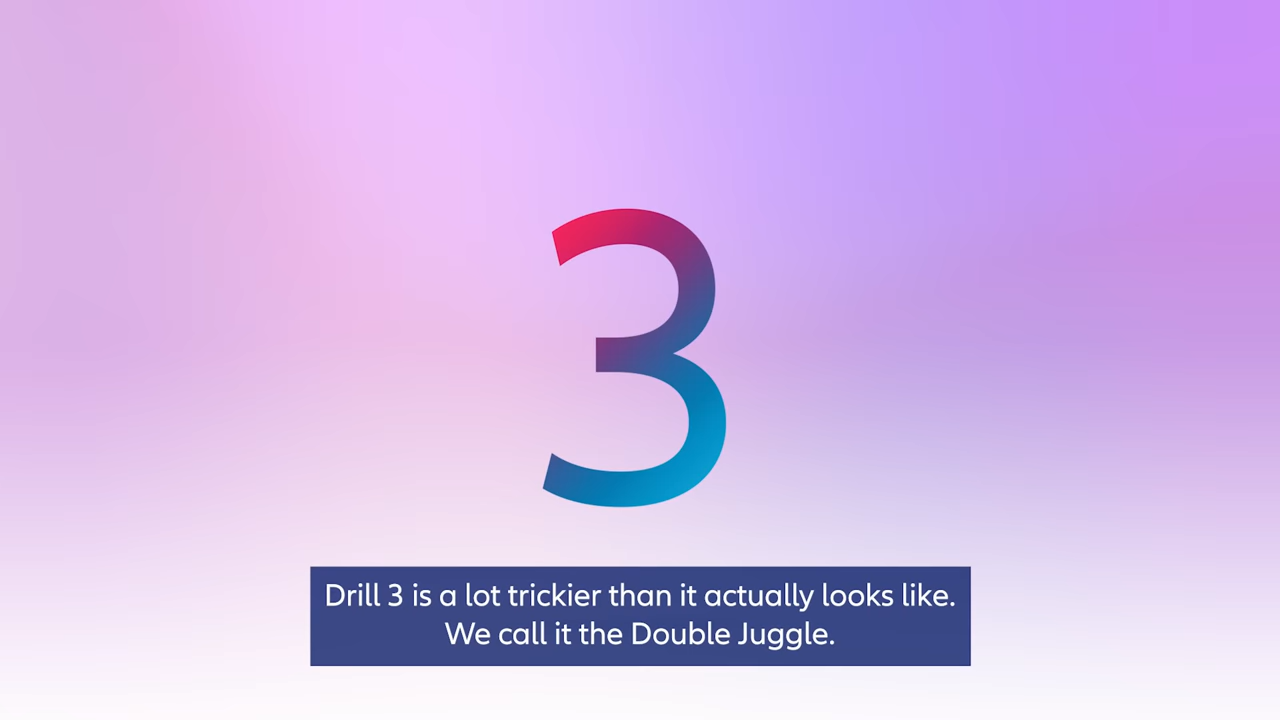 3
Drill 3 is a lot trickier than it actually looks like.
We call it the Double Juggle.